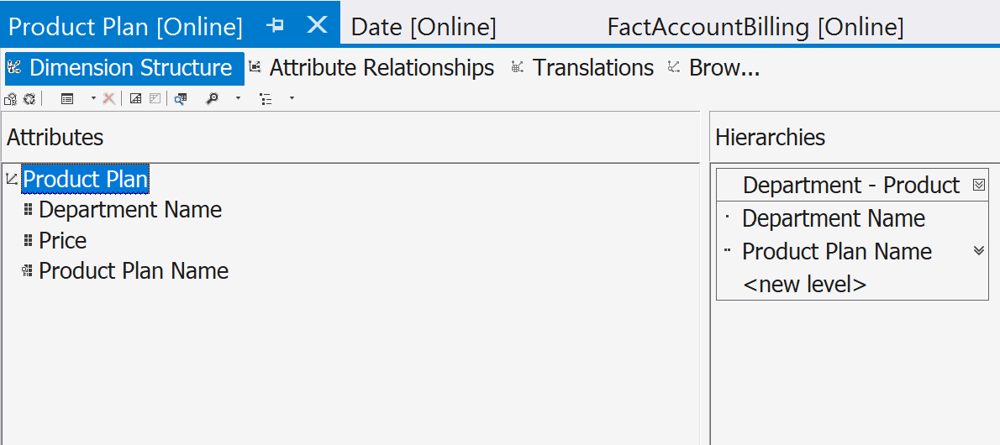 Product Plan [Online] Date [Online] FactAccountBilling [Online]
Dimension Structure Attribute Relationships Translations Brow...
Attributes
Product Plan
Department Name
Price
Product Plan Name
Hierarchies
Department - Product
Department Name
Product Plan Name
<new level>